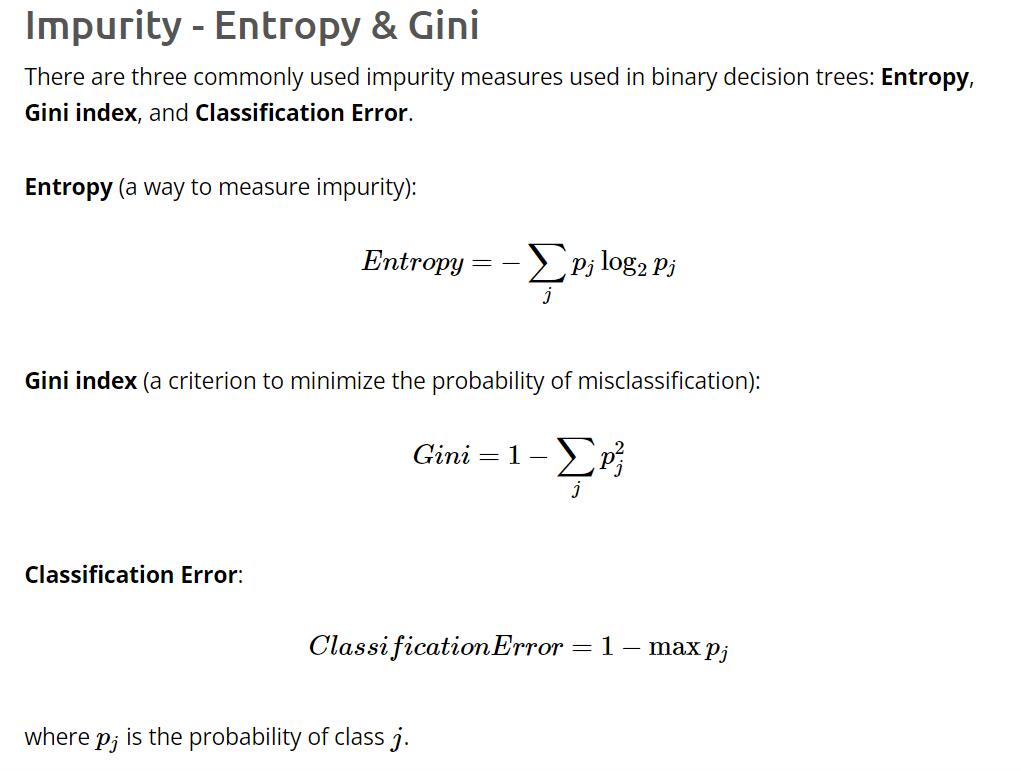 Impurity - Entropy & Gini
There are three commonly used impurity measures used in binary decision trees: Entropy,
Gini index, and Classification Error.
Entropy (a way to measure impurity):
Entropy = − ∑_j p_j log_2 p_j
Gini index (a criterion to minimize the probability of misclassification):
Gini = 1 − ∑_j p_j^2
Classification Error:
ClassificationError = 1 − max p_j
where p_j is the probability of class j.